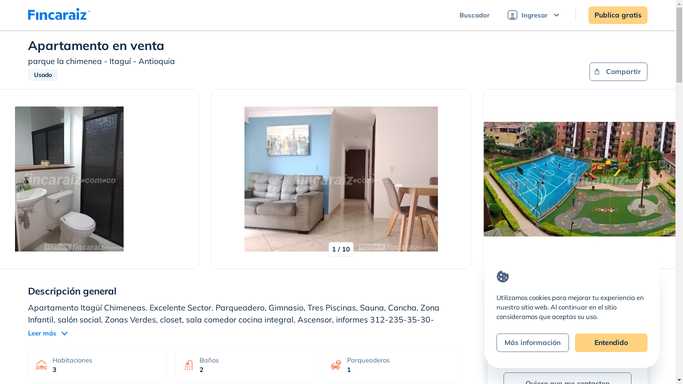 Fincaraiz
Buscador
Ingresar
Publica gratis
Apartamento en venta
parque la chimenea - Itaguí - Antioquia
Usado
Compartir
fincaraiz.com.co
fincaraiz.com.co
fincaraiz
1 / 10
Descripción general
Apartamento Itagüí Chimeneas. Excelente Sector. Parqueadero, Gimnasio, Tres Piscinas, Sauna, Cancha, Zona
Infantil, salón social, Zonas Verdes, closet, sala comedor cocina integral, Ascensor, informes 312-235-35-30-
Leer más
Habitaciones
3
Baños
2
Parqueaderos
1
Utilizamos cookies para mejorar tu experiencia en
nuestro sitio web. Al continuar en el sitio
consideramos que aceptas su uso.
Más información
Entendido
Quiero que me contacten